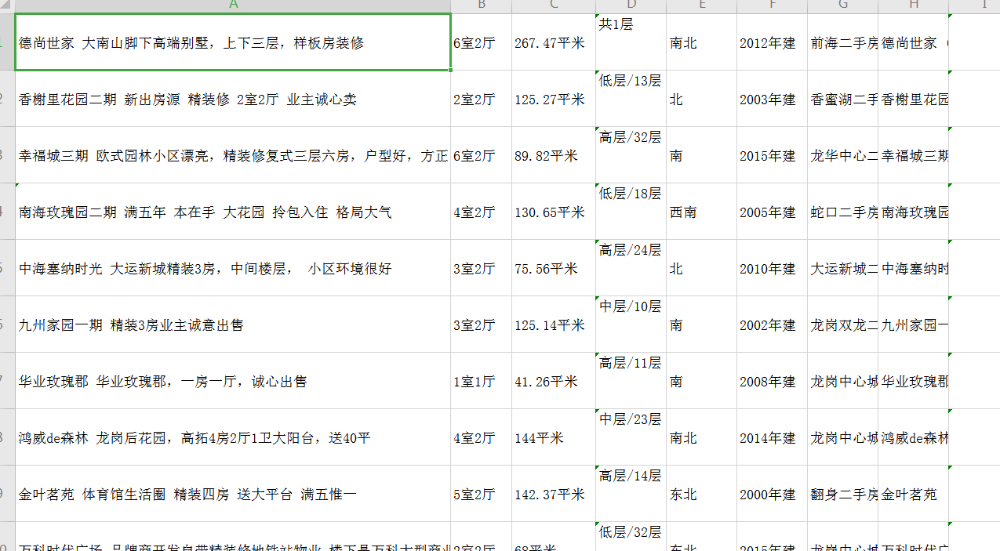 A B C D E F G H I
1 德尚世家 大南山脚下高端别墅，上下三层，样板房装修 6室2厅 267.47平米 共1层 南北 2012年建 前海二手房 德尚世家 (
2 香榭里花园二期 新出房源 精装修 2室2厅 业主诚心卖 2室2厅 125.27平米 低层/13层 北 2003年建 香蜜湖二手 香榭里花园
3 幸福城三期 欧式园林小区漂亮，精装修复式三层六房，户型好，方正 6室2厅 89.82平米 高层/32层 南 2015年建 龙华中心二 幸福城三期
4 南海玫瑰园二期 满五年 本在手 大花园 拎包入住 格局大气 4室2厅 130.65平米 低层/18层 西南 2005年建 蛇口二手房 南海玫瑰园
5 中海塞纳时光 大运新城精装3房，中间楼层， 小区环境很好 3室2厅 75.56平米 高层/24层 北 2010年建 大运新城二 中海塞纳时
6 九州家园一期 精装3房业主诚意出售 3室2厅 125.14平米 中层/10层 南 2002年建 龙岗双龙二 九州家园一
7 华业玫瑰郡 华业玫瑰郡，一房一厅，诚心出售 1室1厅 41.26平米 高层/11层 南 2008年建 龙岗中心城 华业玫瑰郡
8 鸿威de森林 龙岗后花园，高拓4房2厅1卫大阳台，送40平 4室2厅 144平米 中层/23层 南北 2014年建 龙岗中心城 鸿威de森林
9 金叶茗苑 体育馆生活圈 精装四房 送大平台 满五惟一 5室2厅 142.37平米 高层/14层 东北 2000年建 翻身二手房 金叶茗苑
万科时代广场 品牌商开发自带精装修地铁站物业 楼下是万科大型商业 2室2厅 68平米 低层/32层 东北 2015年建 龙岗中心城 万科时代广